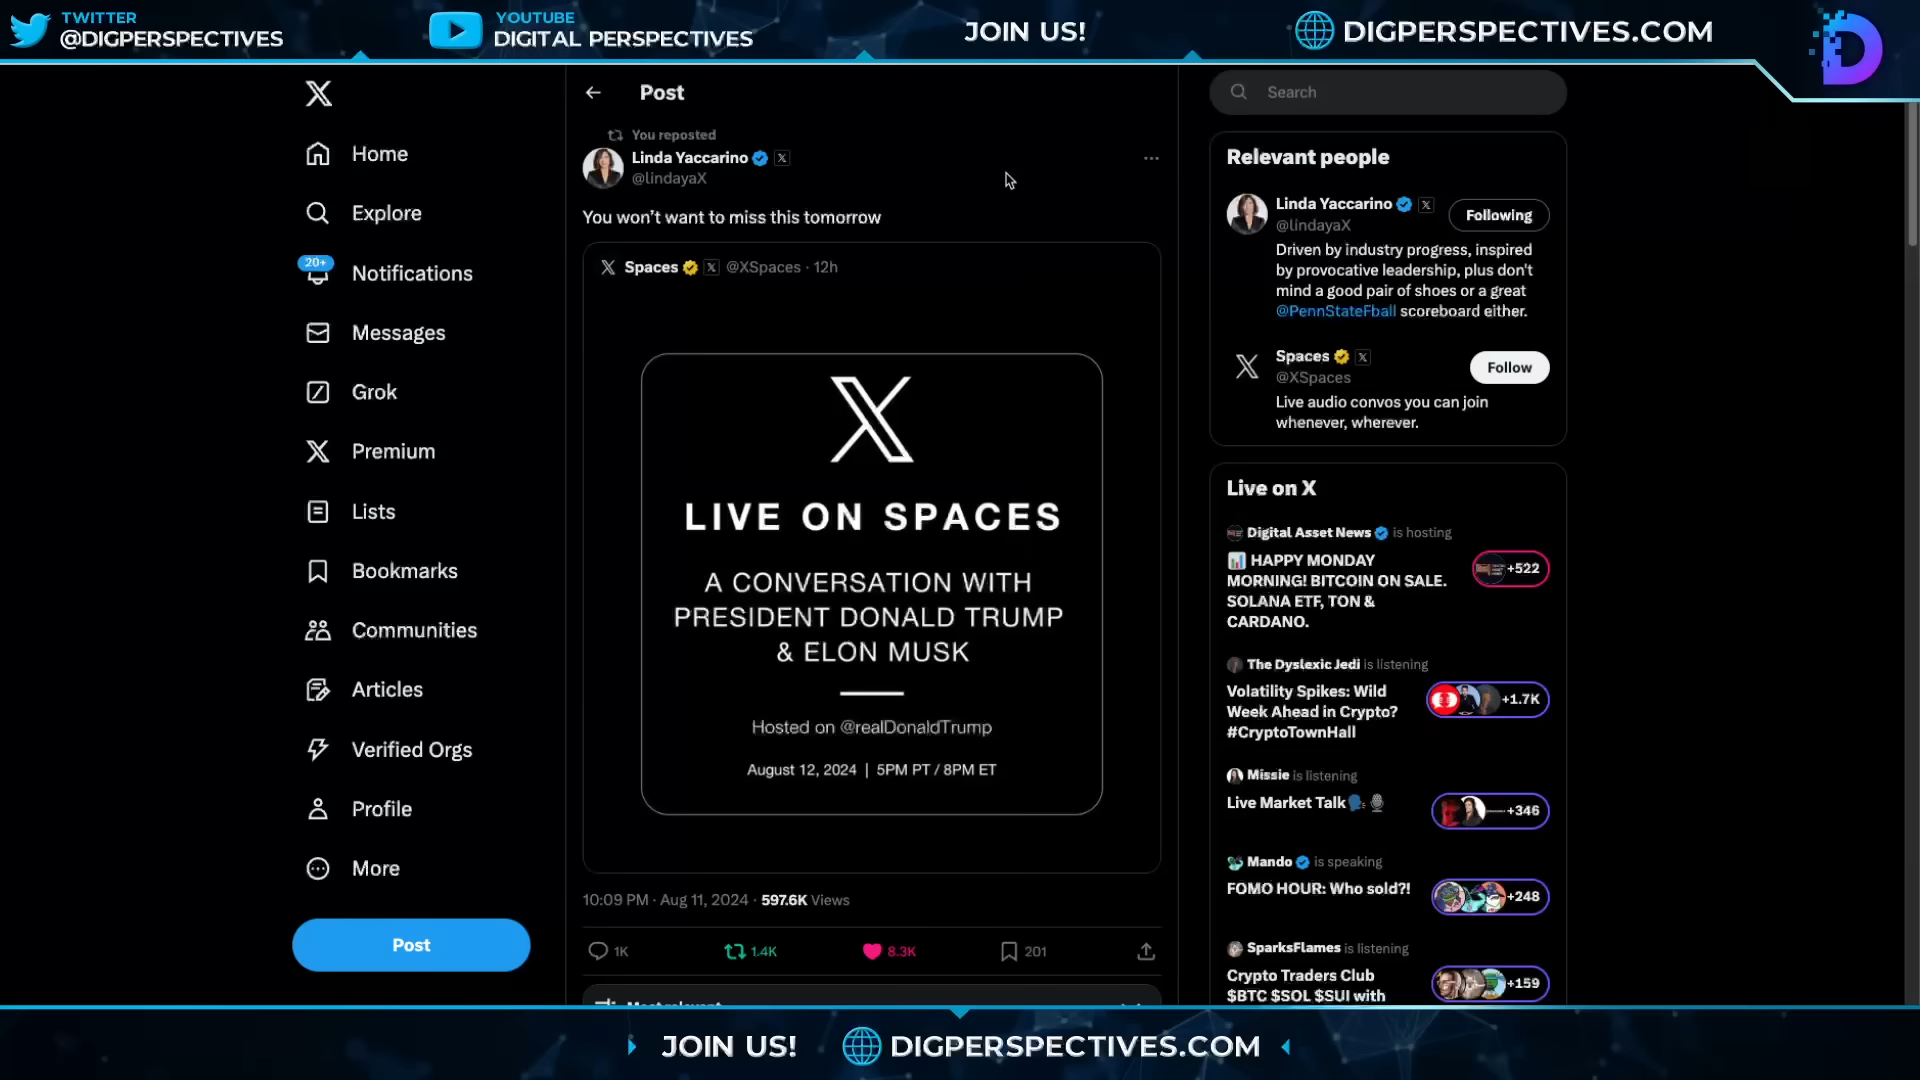 TWITTER
@DIGPERSPECTIVES
YOUTUBE
DIGITAL PERSPECTIVES
JOIN US!
DIGPERSPECTIVES.COM
Home
Explore
20+
Notifications
Messages
Grok
Premium
Lists
Bookmarks
Communities
Articles
Verified Orgs
Profile
More
Post
Post
You reposted
Linda Yaccarino
@lindayaX
You won't want to miss this tomorrow
Spaces @XSpaces · 12h
LIVE ON SPACES
A CONVERSATION WITH
PRESIDENT DONALD TRUMP
& ELON MUSK
Hosted on @realDonaldTrump
August 12, 2024 | 5PM PT / 8PM ET
10:09 PM · Aug 11, 2024 · 597.6K Views
1K
1.4K
8.3K
201
Most relevant
Search
Relevant people
Linda Yaccarino
@lindayaX
Following
Driven by industry progress, inspired
by provocative leadership, plus don't
mind a good pair of shoes or a great
@PennStateFball scoreboard either.
Spaces
@XSpaces
Follow
Live audio convos you can join
whenever, wherever.
Live on X
Digital Asset News is hosting
HAPPY MONDAY
MORNING! BITCOIN ON SALE.
SOLANA ETF, TON &
CARDANO.
+522
The Dyslexic Jedi is listening
Volatility Spikes: Wild
Week Ahead in Crypto?
#CryptoTownHall
+1.7K
Missie is listening
Live Market Talk
+346
Mando is speaking
FOMO HOUR: Who sold?!
+248
SparksFlames is listening
Crypto Traders Club
$BTC $SOL $SUI with
+159
JOIN US!
DIGPERSPECTIVES.COM